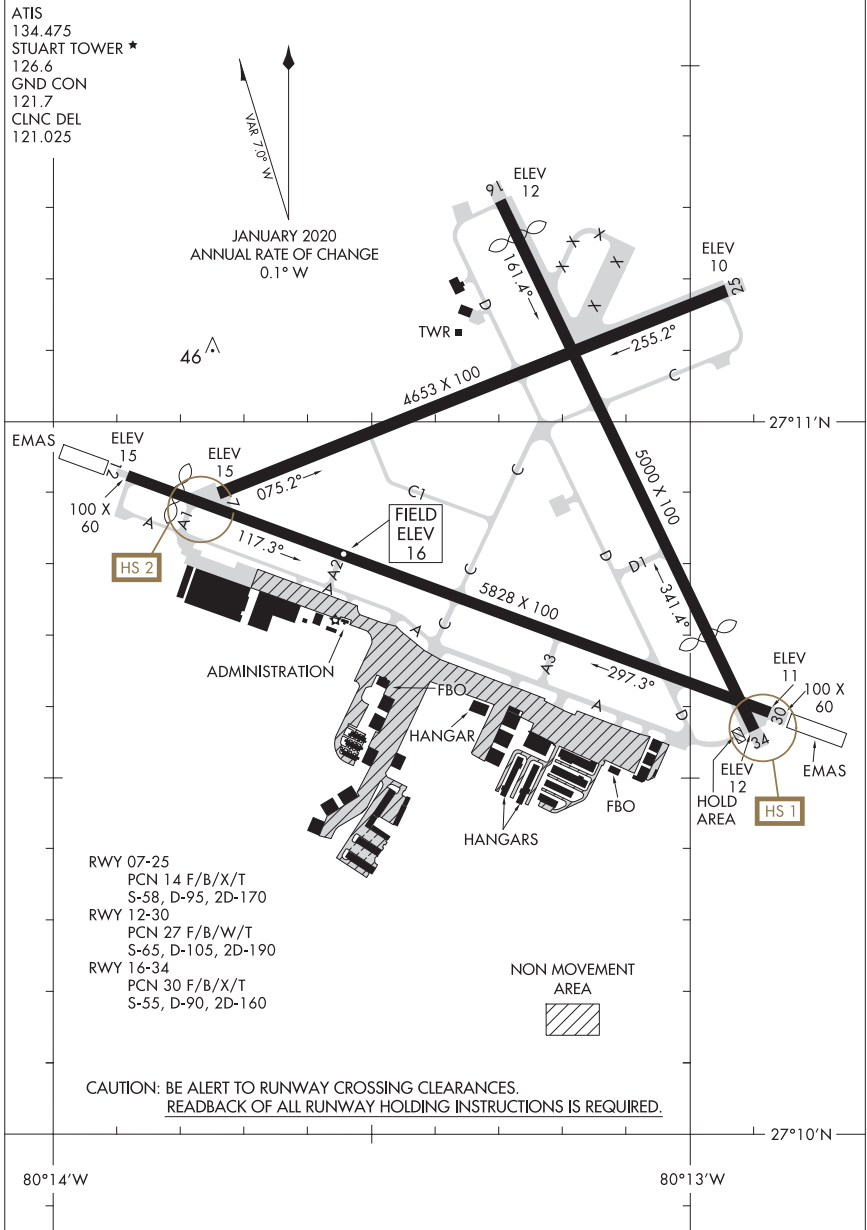 ATIS
134.475
STUART TOWER ★
126.6
GND CON
121.7
CLNC DEL
121.025
VAR 7.0° W
JANUARY 2020
ANNUAL RATE OF CHANGE
0.1° W
16
ELEV
12
161.4°
D
TWR
ELEV
10
25
255.2°
C
46
4653 X 100
27°11'N
EMAS
ELEV
15
12
100 X
60
ELEV
15
7
075.2°
A
A1
117.3°
HS 2
C1
C
FIELD
ELEV
16
5000 X 100
A2
A
C
D
D1
341.4°
5828 X 100
A
C
A3
297.3°
A
D
ADMINISTRATION
FBO
HANGAR
ELEV
11
100 X
60
30
34
EMAS
ELEV
12
HOLD
AREA
HS 1
FBO
HANGARS
RWY 07-25
PCN 14 F/B/X/T
S-58, D-95, 2D-170
RWY 12-30
PCN 27 F/B/W/T
S-65, D-105, 2D-190
RWY 16-34
PCN 30 F/B/X/T
S-55, D-90, 2D-160
NON MOVEMENT
AREA
CAUTION: BE ALERT TO RUNWAY CROSSING CLEARANCES.
READBACK OF ALL RUNWAY HOLDING INSTRUCTIONS IS REQUIRED.
27°10'N
80°14'W
80°13'W
X
X
X
X
X